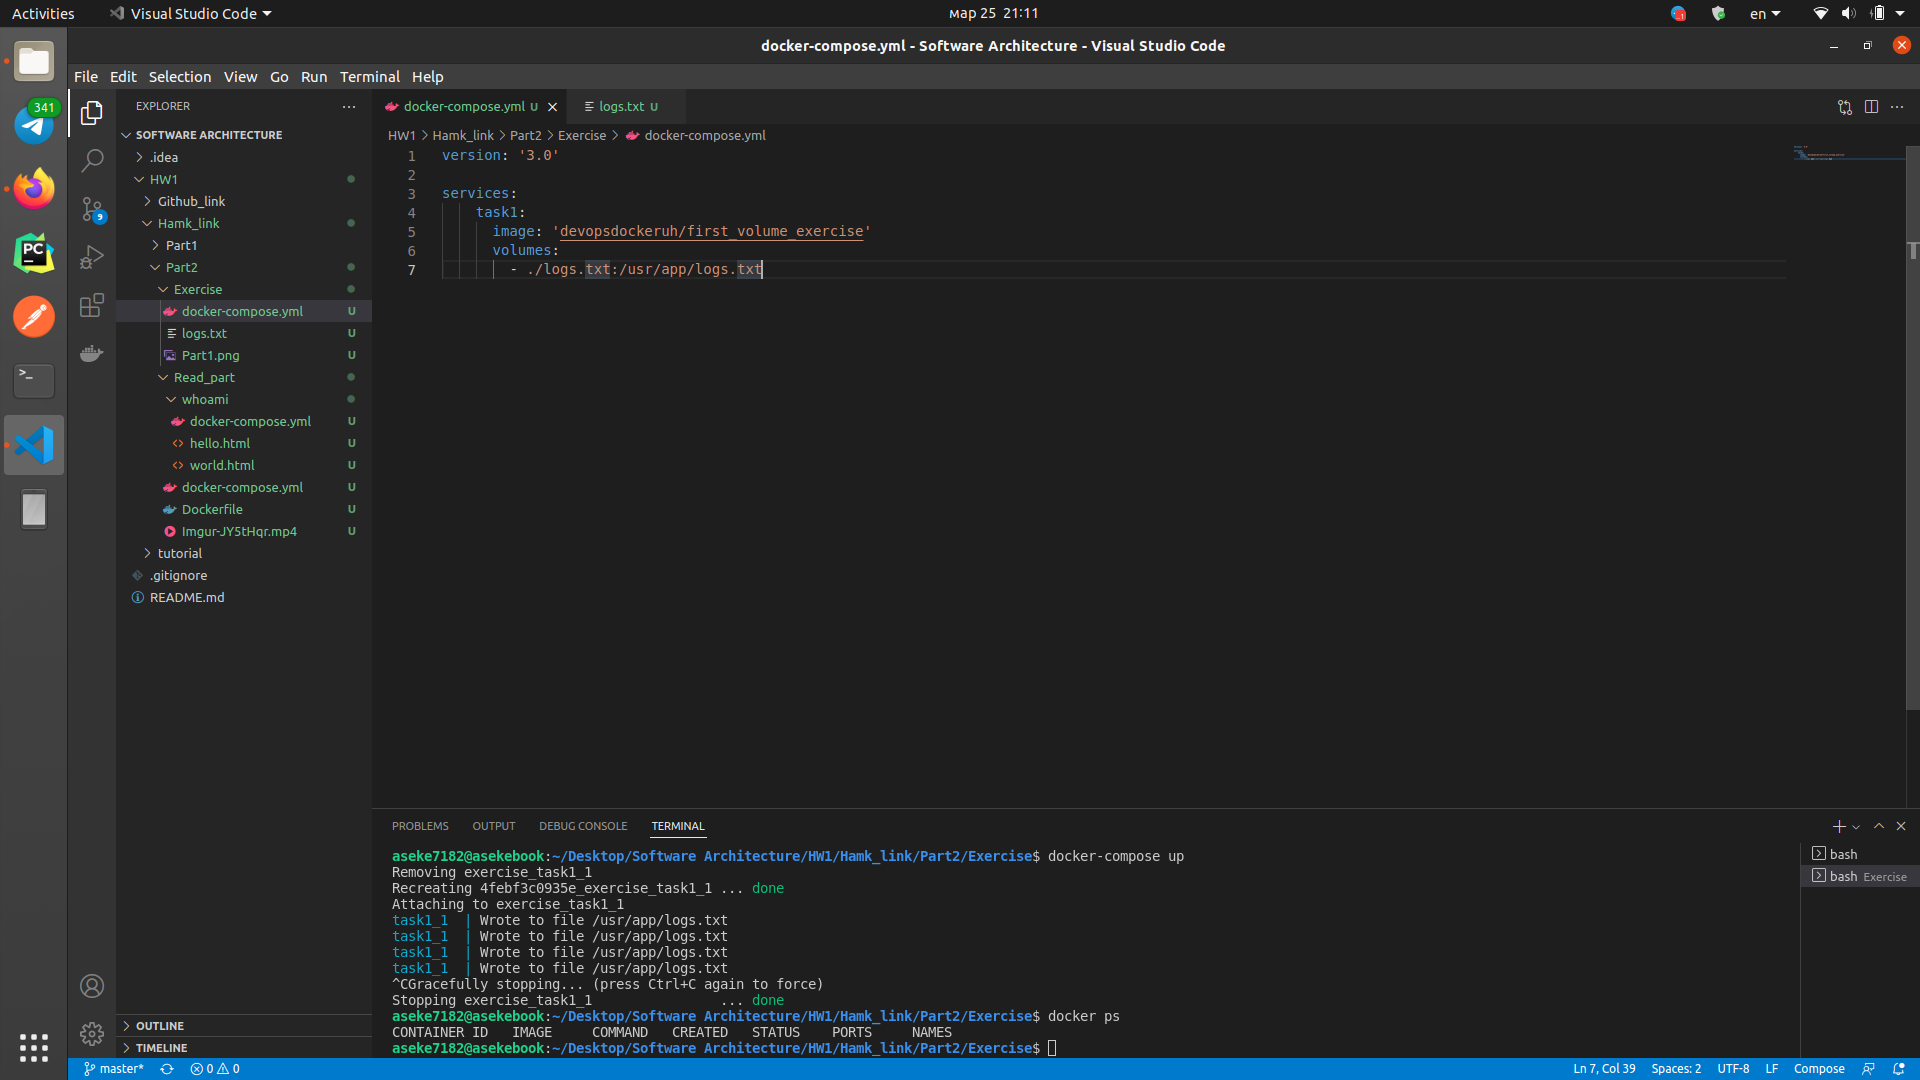 Activities
Visual Studio Code
мар 25 21:11
1
en
docker-compose.yml - Software Architecture - Visual Studio Code
File Edit Selection View Go Run Terminal Help
341
PC
>_
9
EXPLORER
SOFTWARE ARCHITECTURE
.idea
HW1
Github_link
Hamk_link
Part1
Part2
Exercise
docker-compose.yml U
logs.txt U
Part1.png U
Read_part
whoami
docker-compose.yml U
hello.html U
world.html U
docker-compose.yml U
Dockerfile U
Imgur-JY5tHqr.mp4 U
tutorial
.gitignore
README.md
OUTLINE
TIMELINE
docker-compose.yml U
logs.txt U
HW1 > Hamk_link > Part2 > Exercise > docker-compose.yml
1 version: '3.0'
2
3 services:
4 task1:
5 image: 'devopsdockeruh/first_volume_exercise'
6 volumes:
7 - ./logs.txt:/usr/app/logs.txt
PROBLEMS OUTPUT DEBUG CONSOLE TERMINAL
aseke7182@asekebook:~/Desktop/Software Architecture/HW1/Hamk_link/Part2/Exercise$ docker-compose up
Removing exercise_task1_1
Recreating 4febf3c0935e_exercise_task1_1 ... done
Attaching to exercise_task1_1
task1_1 | Wrote to file /usr/app/logs.txt
task1_1 | Wrote to file /usr/app/logs.txt
task1_1 | Wrote to file /usr/app/logs.txt
task1_1 | Wrote to file /usr/app/logs.txt
^CGracefully stopping... (press Ctrl+C again to force)
Stopping exercise_task1_1 ... done
aseke7182@asekebook:~/Desktop/Software Architecture/HW1/Hamk_link/Part2/Exercise$ docker ps
CONTAINER ID IMAGE COMMAND CREATED STATUS PORTS NAMES
aseke7182@asekebook:~/Desktop/Software Architecture/HW1/Hamk_link/Part2/Exercise$
bash
bash Exercise
master* 0 0
Ln 7, Col 39 Spaces: 2 UTF-8 LF Compose